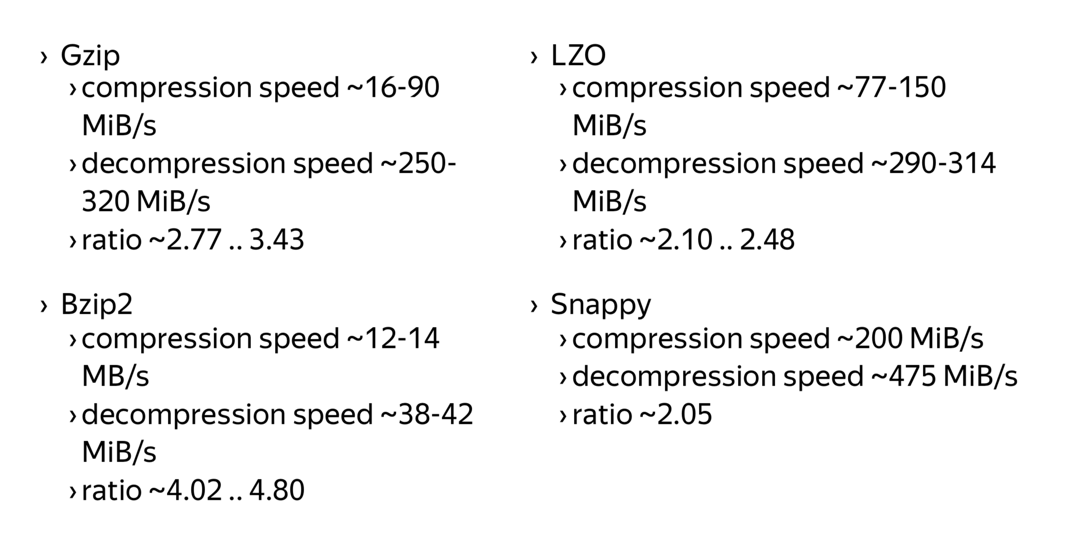 › Gzip
› compression speed ~16-90
MiB/s
› decompression speed ~250-
320 MiB/s
› ratio ~2.77 .. 3.43
› Bzip2
› compression speed ~12-14
MB/s
› decompression speed ~38-42
MiB/s
› ratio ~4.02 .. 4.80
› LZO
› compression speed ~77-150
MiB/s
› decompression speed ~290-314
MiB/s
› ratio ~2.10 .. 2.48
› Snappy
› compression speed ~200 MiB/s
› decompression speed ~475 MiB/s
› ratio ~2.05